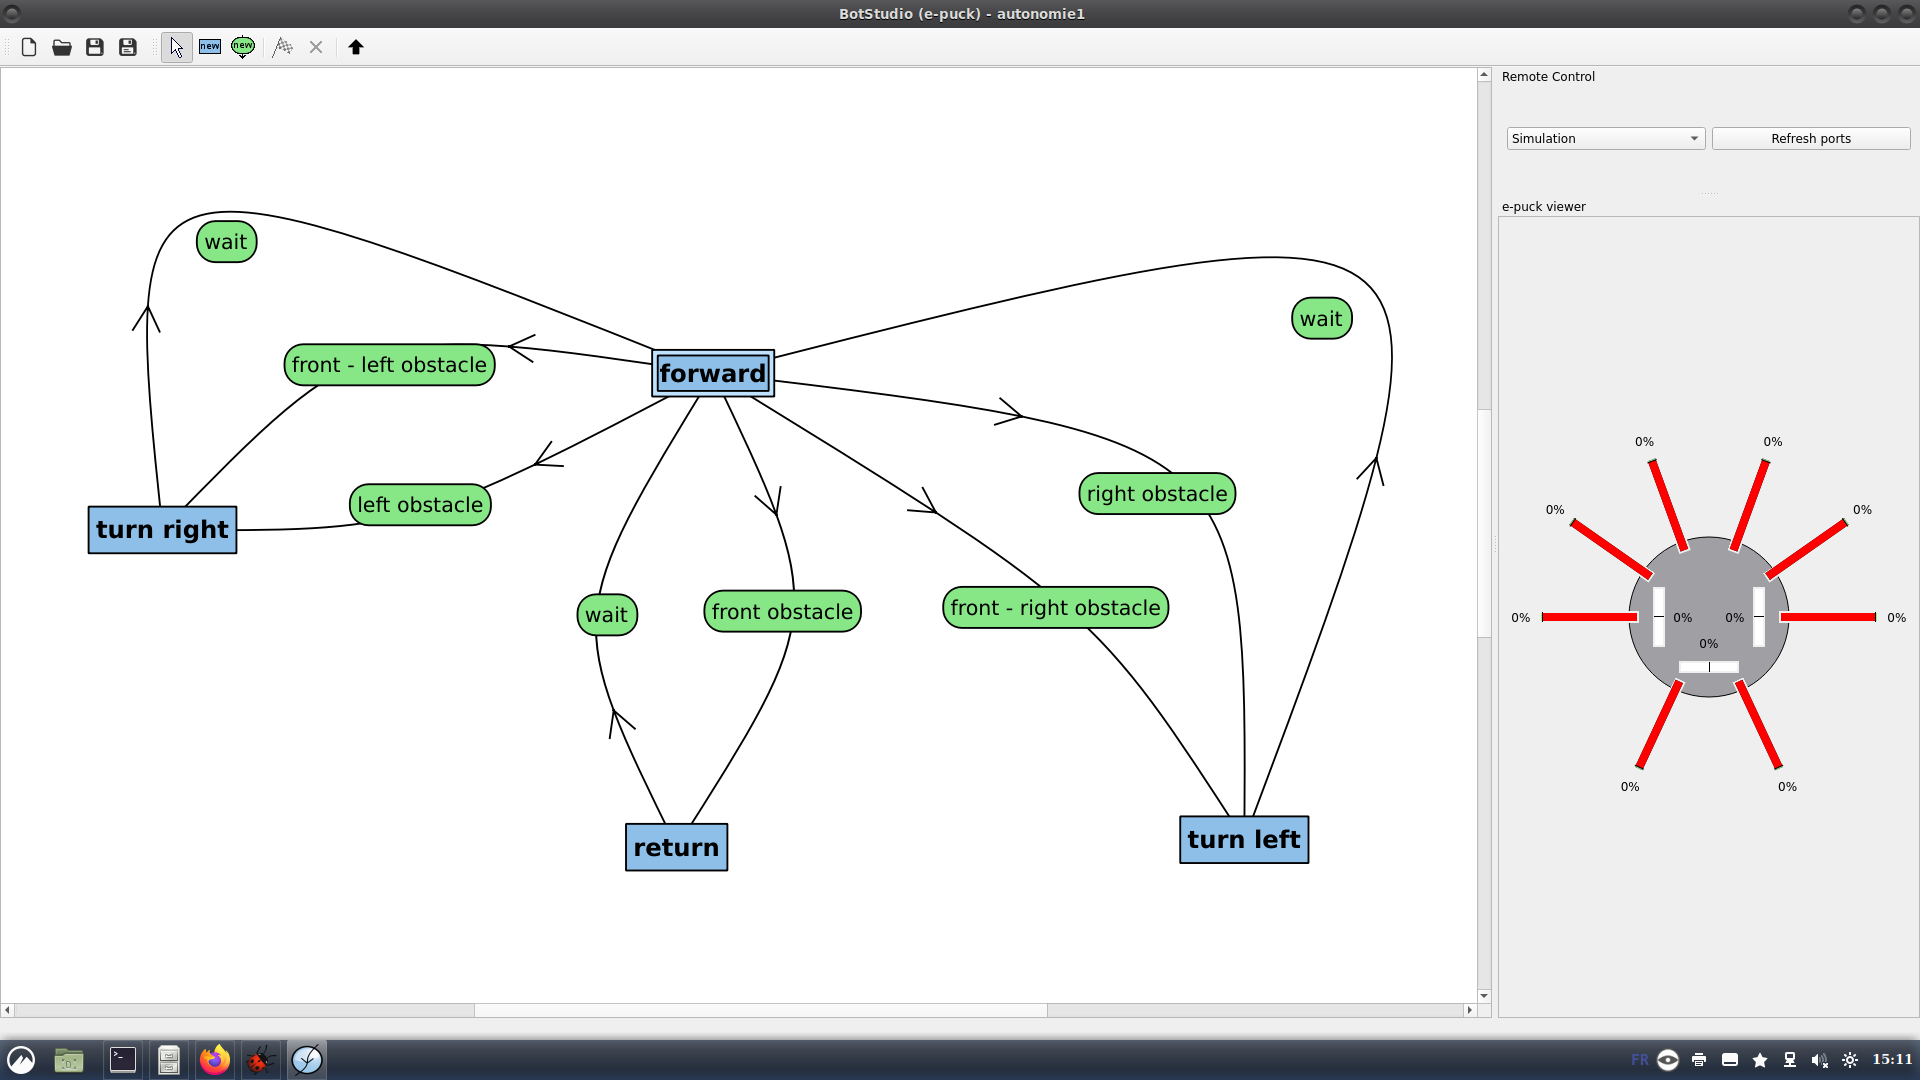 BotStudio (e-puck) - autonomie1
new
new
Remote Control
Simulation
Refresh ports
e-puck viewer
wait
wait
front - left obstacle
forward
left obstacle
right obstacle
turn right
wait
front obstacle
front - right obstacle
return
turn left
0%
0%
0%
0%
0%
0%
0%
0%
0%
0%
0%
FR
15:11